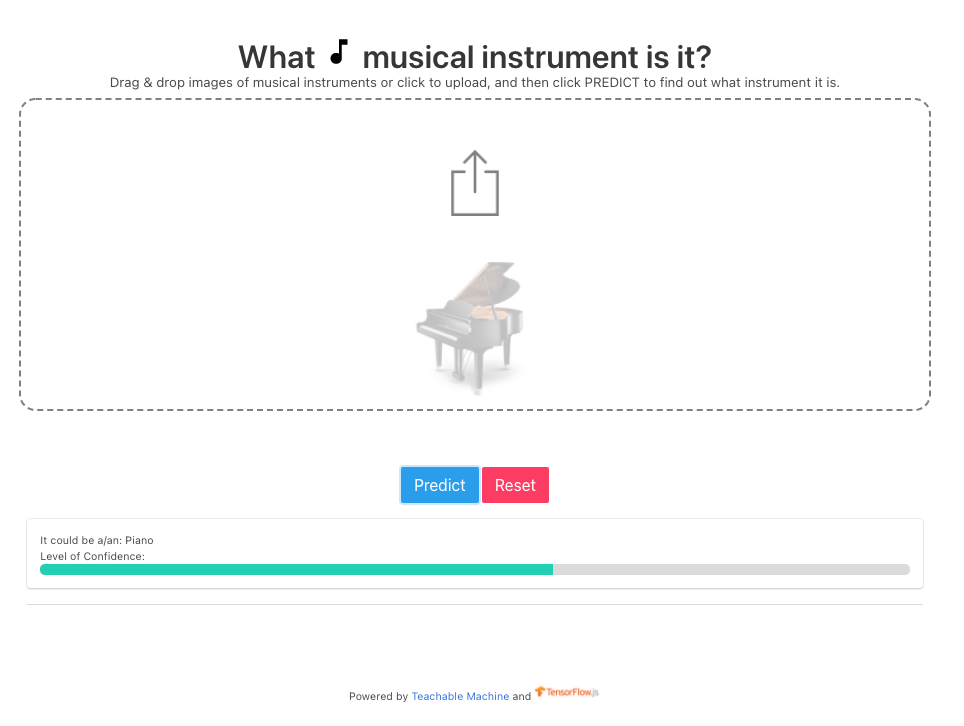 What musical instrument is it?
Drag & drop images of musical instruments or click to upload, and then click PREDICT to find out what instrument it is.
Predict Reset
It could be a/an: Piano
Level of Confidence:
Powered by Teachable Machine and TensorFlow.js